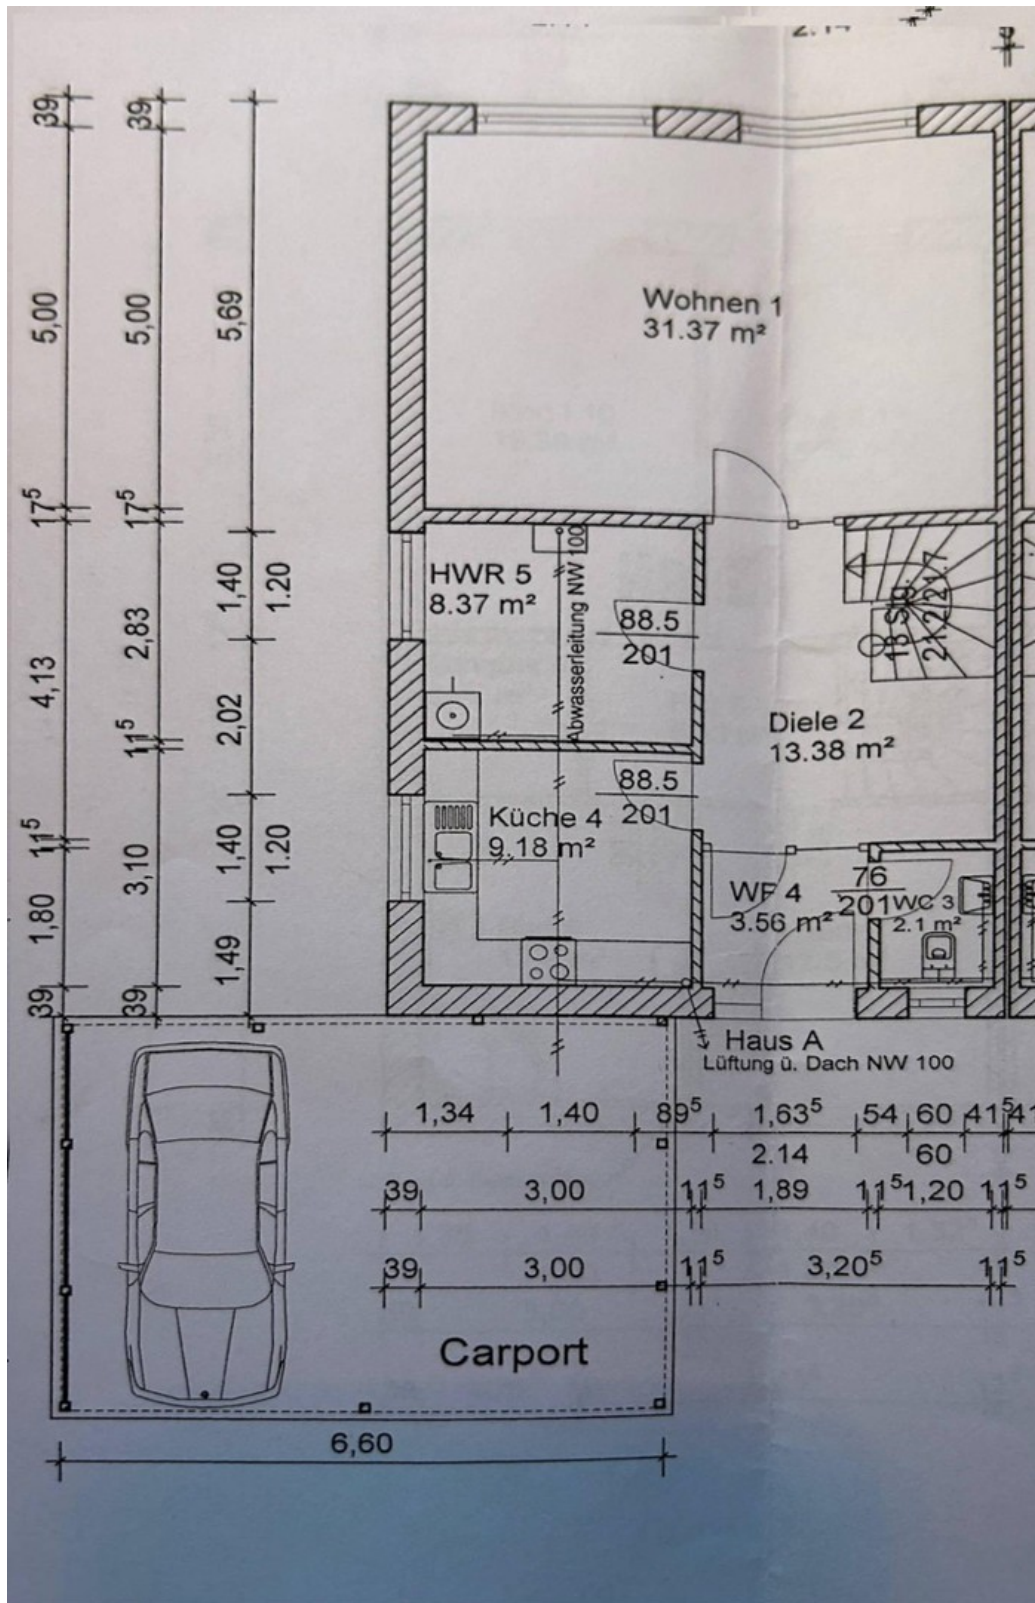 2.14
39
39
5,00
5,00
5,69
Wohnen 1
31.37 m²
17⁵
17⁵
HWR 5
8.37 m²
Abwasserleitung NW 100
88.5
201
1,40
1.20
2,83
4,13
2,02
Diele 2
13.38 m²
11⁵
88.5
201
Küche 4
9.18 m²
1,40
1.20
11⁵
3,10
1,80
WF 4
3.56 m²
76
201
WC 3
2.1 m²
1,49
39
39
Haus A
Lüftung ü. Dach NW 100
1,34 1,40 89⁵ 1,63⁵ 54 60 41⁵ 41
2.14 60
39 3,00 11⁵ 1,89 11⁵ 1,20 11⁵
39 3,00 11⁵ 3,20⁵ 11⁵
Carport
6,60